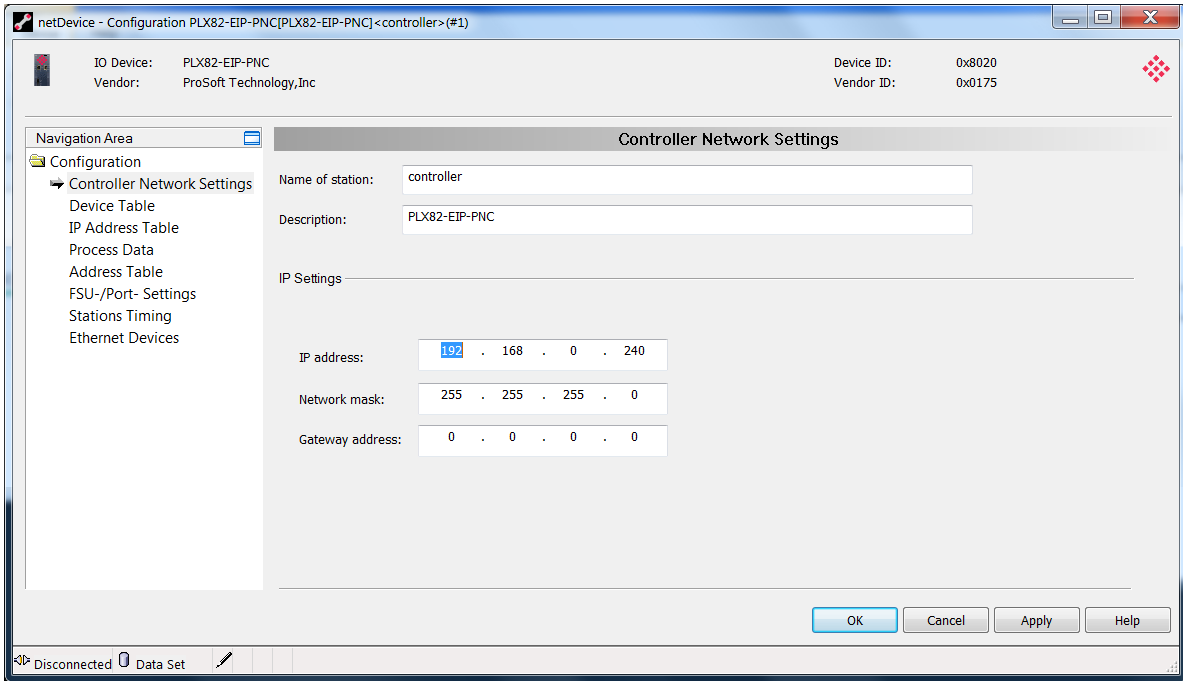 netDevice - Configuration PLX82-EIP-PNC[PLX82-EIP-PNC]<controller>(#1)
IO Device: PLX82-EIP-PNC Device ID: 0x8020
Vendor: ProSoft Technology,Inc Vendor ID: 0x0175
Navigation Area
Configuration
Controller Network Settings
Device Table
IP Address Table
Process Data
Address Table
FSU-/Port- Settings
Stations Timing
Ethernet Devices
Controller Network Settings
Name of station: controller
Description: PLX82-EIP-PNC
IP Settings
IP address: 192 . 168 . 0 . 240
Network mask: 255 . 255 . 255 . 0
Gateway address: 0 . 0 . 0 . 0
OK Cancel Apply Help
Disconnected Data Set